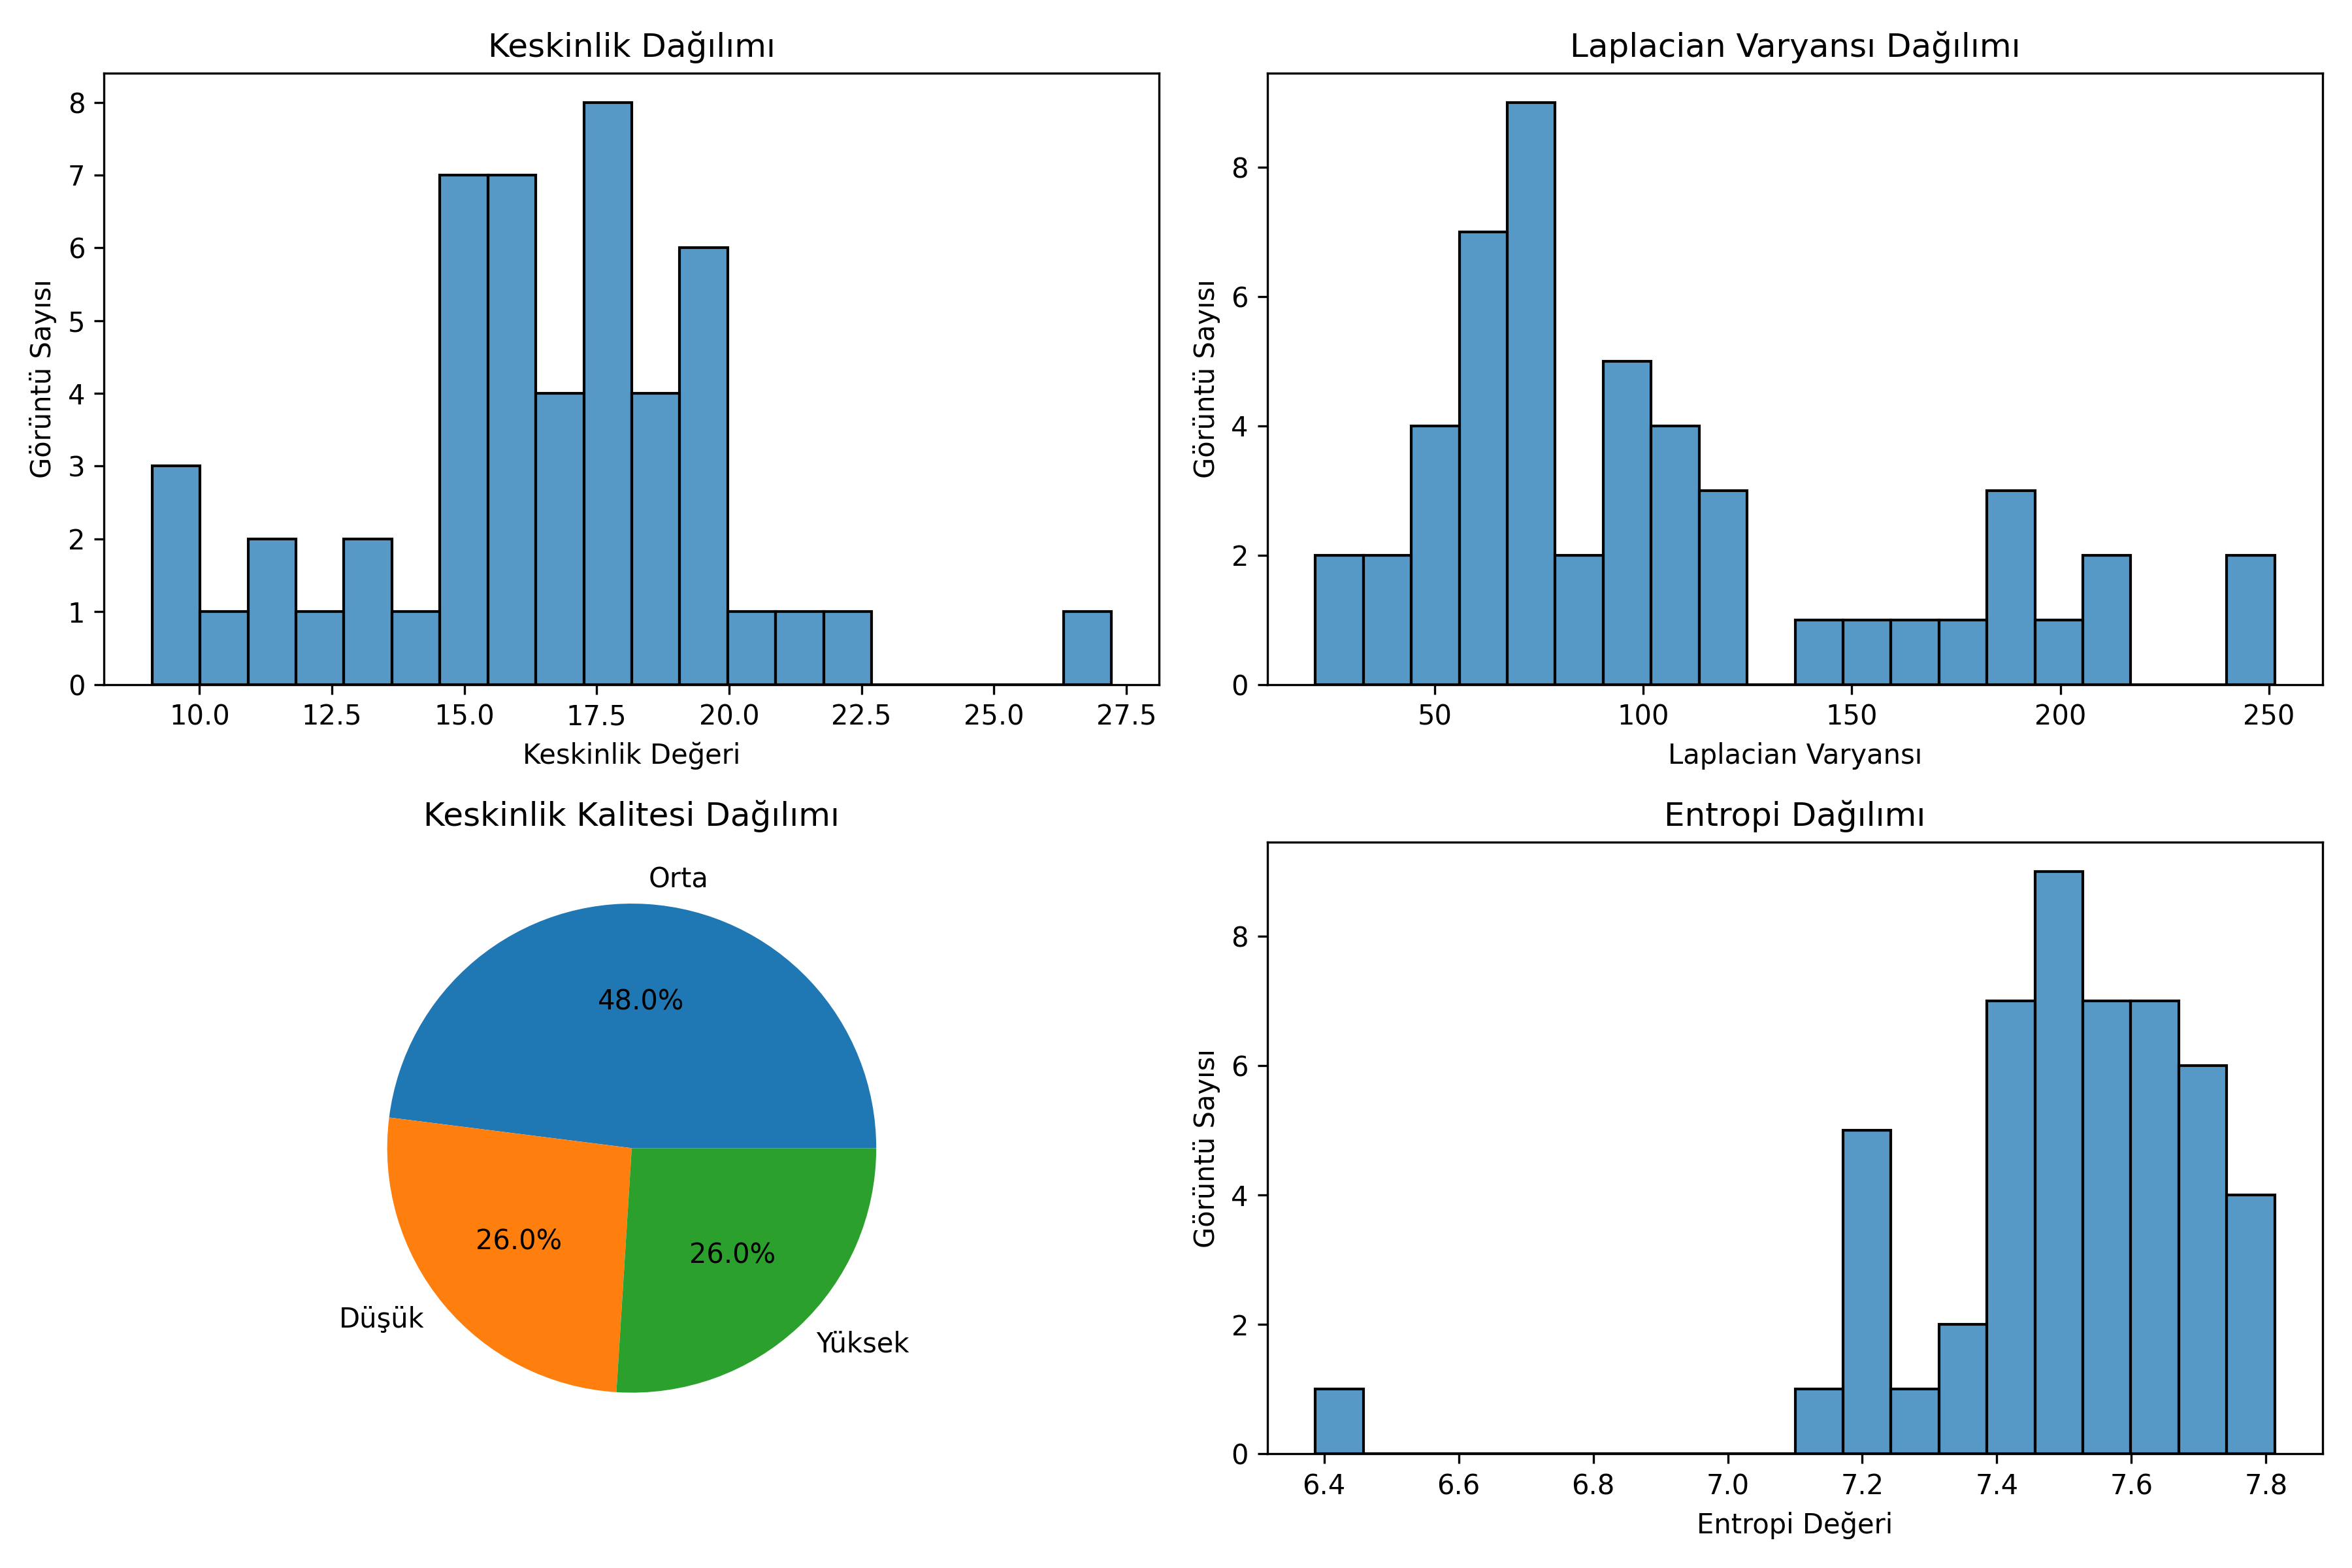 Keskinlik Dağılımı
Görüntü Sayısı
8
7
6
5
4
3
2
1
0
10.0 12.5 15.0 17.5 20.0 22.5 25.0 27.5
Keskinlik Değeri
Laplacian Varyansı Dağılımı
Görüntü Sayısı
8
6
4
2
0
50 100 150 200 250
Laplacian Varyansı
Keskinlik Kalitesi Dağılımı
Orta
48.0%
26.0%
26.0%
Düşük
Yüksek
Entropi Dağılımı
Görüntü Sayısı
8
6
4
2
0
6.4 6.6 6.8 7.0 7.2 7.4 7.6 7.8
Entropi Değeri